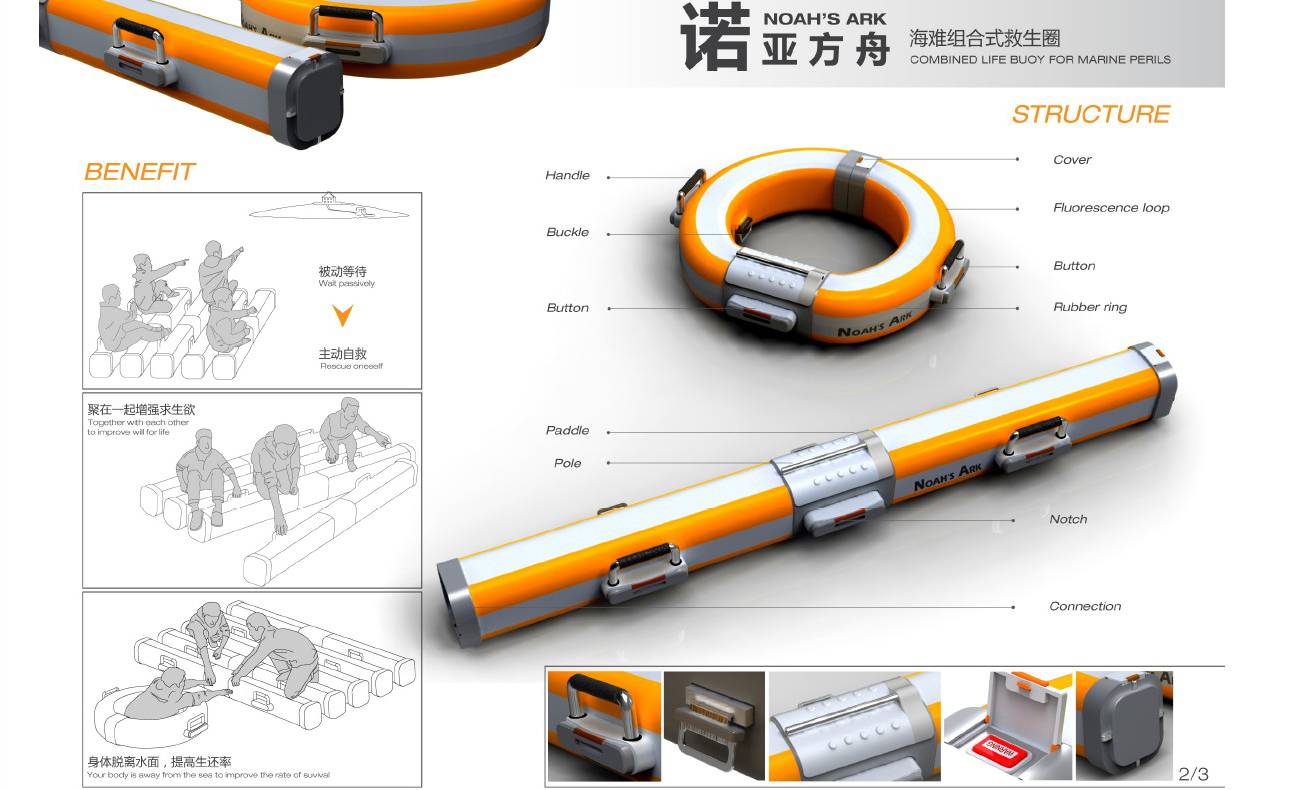 诺
NOAH'S ARK
亚方舟
海难组合式救生圈
COMBINED LIFE BUOY FOR MARINE PERILS
STRUCTURE
BENEFIT
被动等待
Wait passively
主动自救
Rescue oneself
聚在一起增强求生欲
Together with each other
to improve will for life
身体脱离水面，提高生还率
Your body is away from the sea to improve the rate of suvival
Handle
Buckle
Button
Cover
Fluorescence loop
Button
Rubber ring
NOAH'S ARK
Paddle
Pole
NOAH'S ARK
Notch
Connection
WARNING
2/3